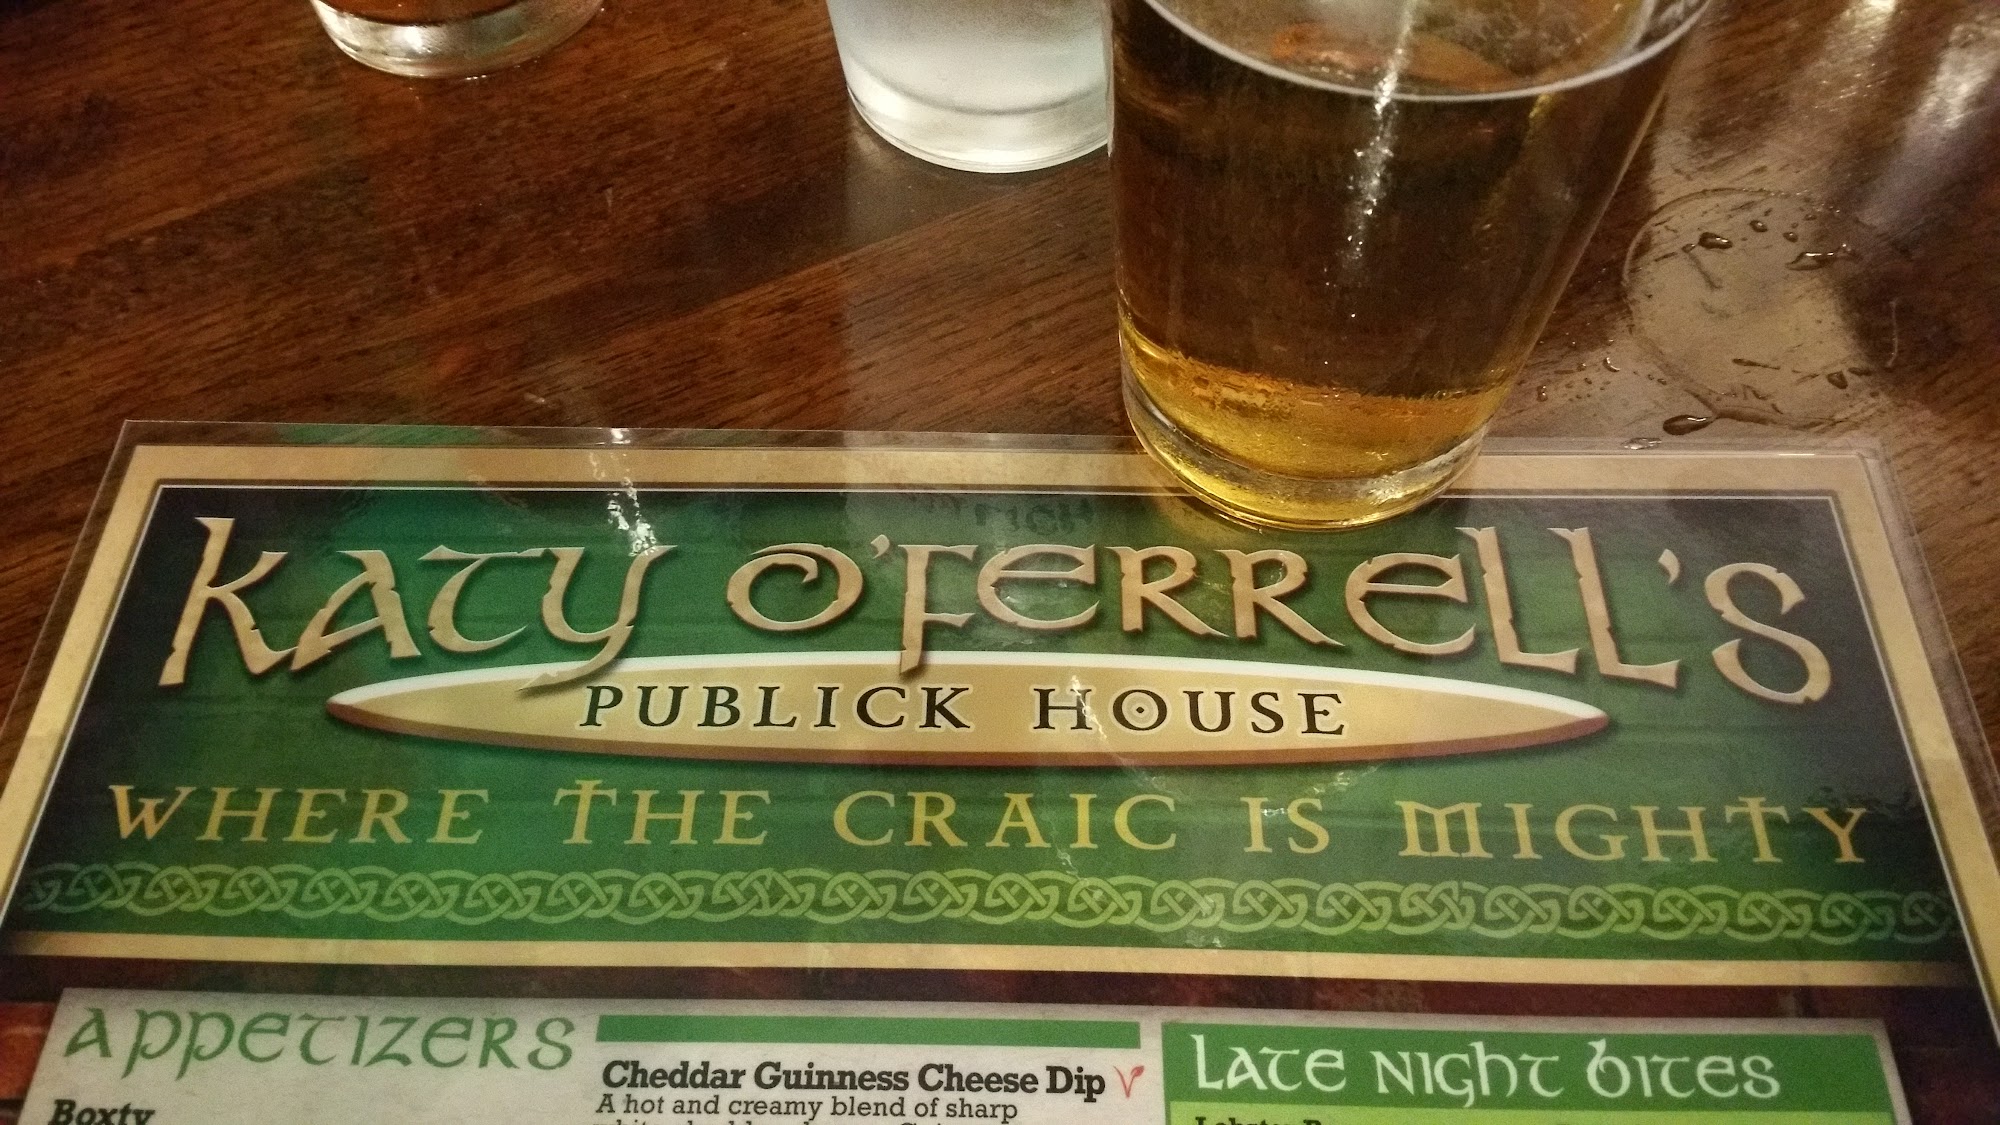 KATY O'FERRELL'S
PUBLICK HOUSE
WHERE THE CRAIC IS MIGHTY
APPETIZERS
Boxty
Cheddar Guinness Cheese Dip V
A hot and creamy blend of sharp
LATE NIGHT BITES